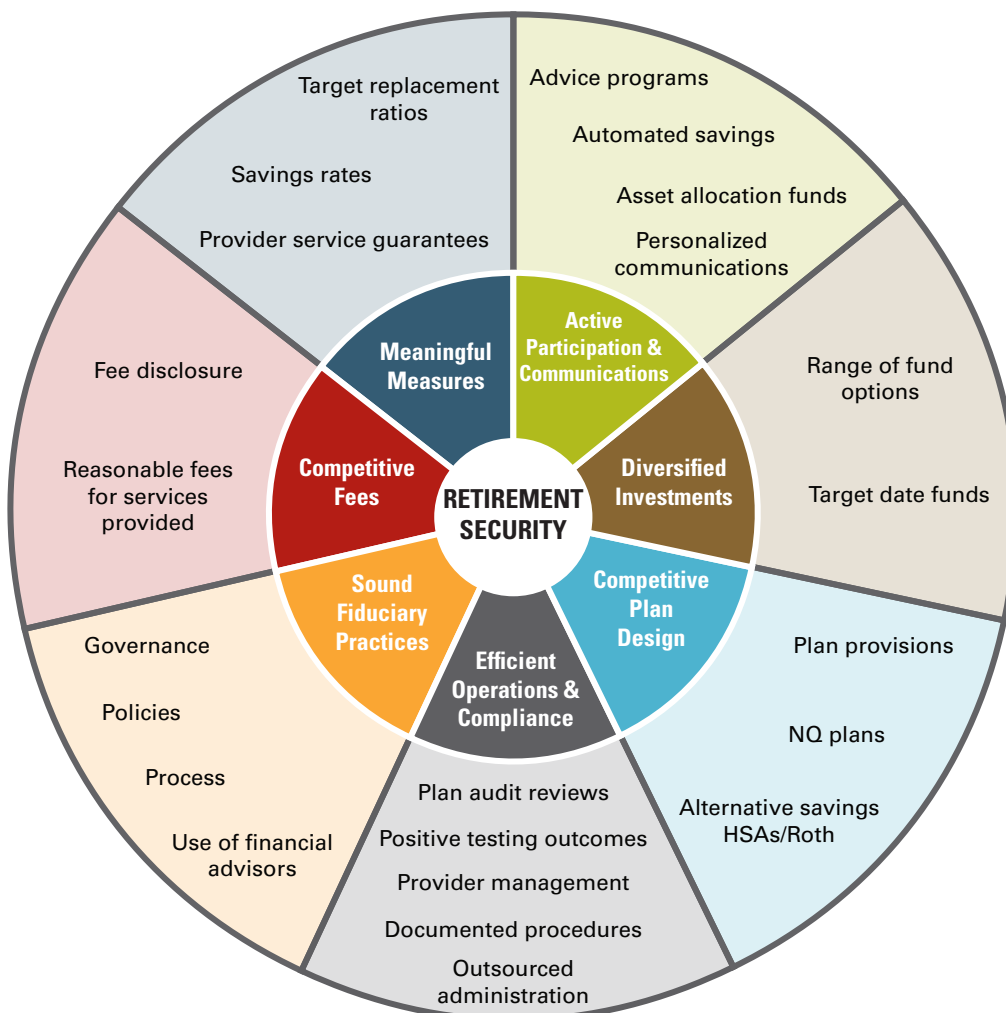 Target replacement
ratios
Savings rates
Provider service guarantees
Advice programs
Automated savings
Asset allocation funds
Personalized
communications
Meaningful
Measures
Active
Participation &
Communications
Fee disclosure
Reasonable fees
for services
provided
Competitive
Fees
RETIREMENT
SECURITY
Diversified
Investments
Range of fund
options
Target date funds
Sound
Fiduciary
Practices
Efficient
Operations &
Compliance
Competitive
Plan
Design
Governance
Policies
Process
Use of financial
advisors
Plan audit reviews
Positive testing outcomes
Provider management
Documented procedures
Outsourced
administration
Plan provisions
NQ plans
Alternative savings
HSAs/Roth